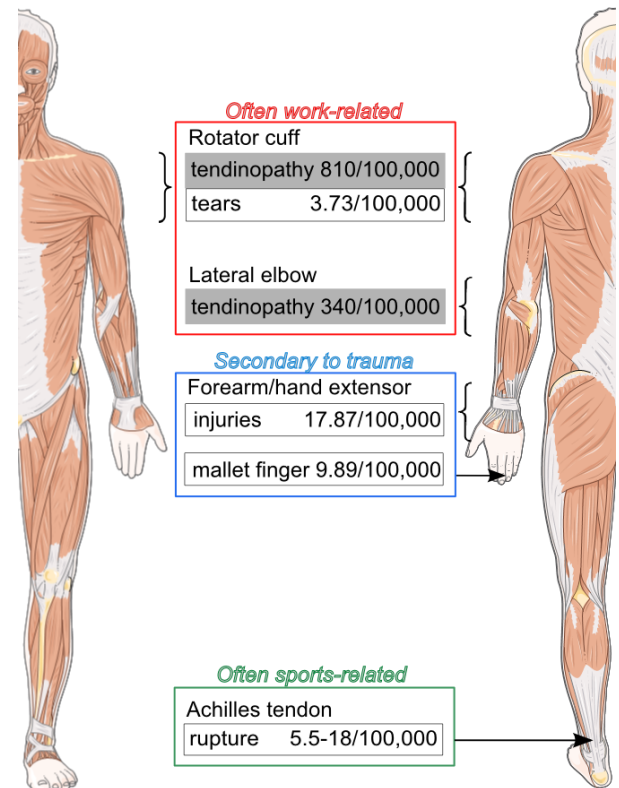 Often work-related
Rotator cuff
tendinopathy 810/100,000
tears 3.73/100,000
Lateral elbow
tendinopathy 340/100,000
Secondary to trauma
Forearm/hand extensor
injuries 17.87/100,000
mallet finger 9.89/100,000
Often sports-related
Achilles tendon
rupture 5.5-18/100,000